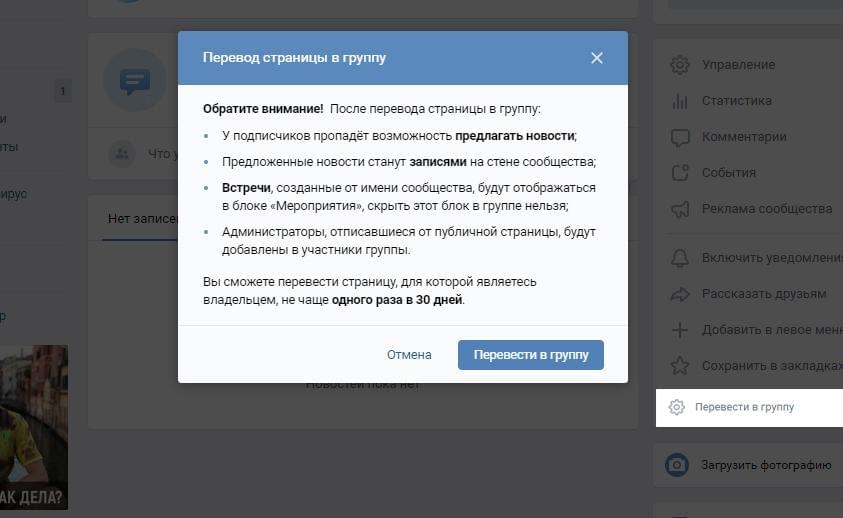 Перевод страницы в группу
Обратите внимание! После перевода страницы в группу:
У подписчиков пропадёт возможность предлагать новости;
Предложенные новости станут записями на стене сообщества;
Встречи, созданные от имени сообщества, будут отображаться
в блоке «Мероприятия», скрыть этот блок в группе нельзя;
Администраторы, отписавшиеся от публичной страницы, будут
добавлены в участники группы.
Вы сможете перевести страницу, для которой являетесь
владельцем, не чаще одного раза в 30 дней.
Отмена
Перевести в группу
1
Что у
Нет записе
Новостей пока нет
АК ДЕЛА?
Управление
Статистика
Комментарии
События
Реклама сообщества
Включить уведомления
Рассказать друзьям
Добавить в левое мен
Сохранить в закладках
Перевести в группу
Загрузить фотографию